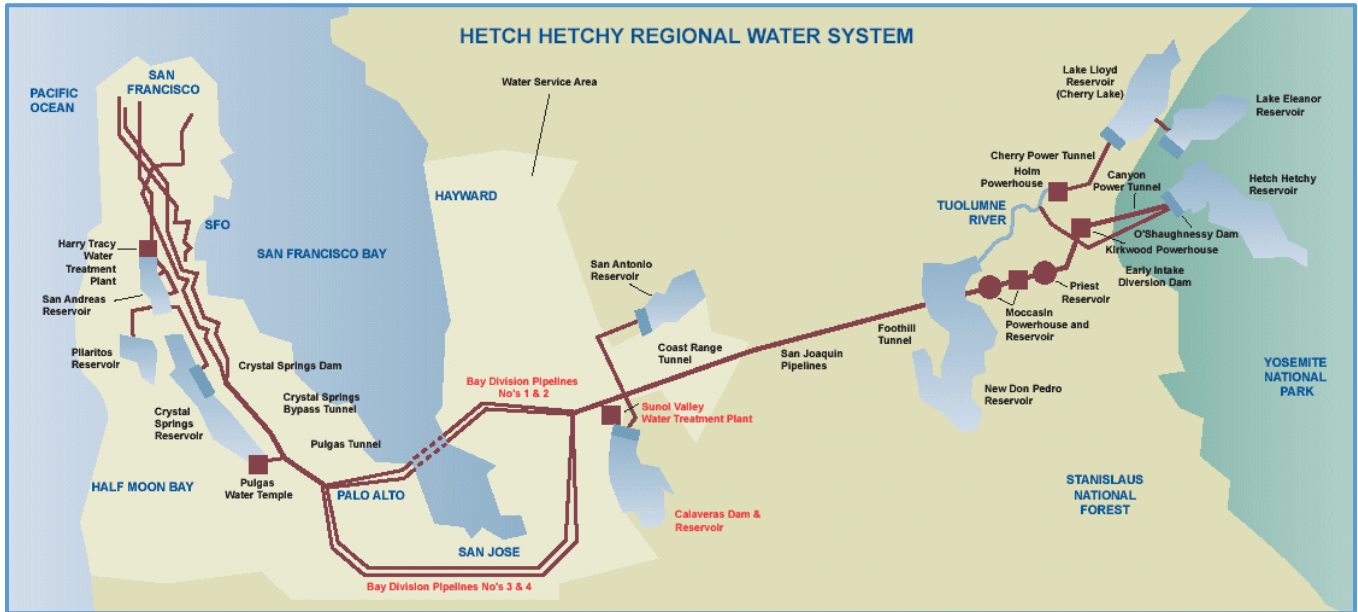 HETCH HETCHY REGIONAL WATER SYSTEM
PACIFIC
OCEAN
SAN
FRANCISCO
Water Service Area
Lake Lloyd
Reservoir
(Cherry Lake)
Lake Eleanor
Reservoir
Cherry Power Tunnel
Holm
Powerhouse
Canyon
Power Tunnel
Hetch Hetchy
Reservoir
HAYWARD
TUOLUMNE
RIVER
SFO
O'Shaughnessy Dam
Kirkwood Powerhouse
Harry Tracy
Water
Treatment
Plant
SAN FRANCISCO BAY
San Antonio
Reservoir
Early Intake
Diversion Dam
Priest
Reservoir
San Andreas
Reservoir
Moccasin
Powerhouse and
Reservoir
Foothill
Tunnel
Pilaritos
Reservoir
Coast Range
Tunnel
San Joaquin
Pipelines
Crystal Springs Dam
YOSEMITE
NATIONAL
PARK
Bay Division Pipelines
No's 1 & 2
New Don Pedro
Reservoir
Crystal Springs
Bypass Tunnel
Sunol Valley
Water Treatment Plant
Crystal
Springs
Reservoir
Pulgas Tunnel
HALF MOON BAY
Pulgas
Water Temple
PALO ALTO
STANISLAUS
NATIONAL
FOREST
Calaveras Dam &
Reservoir
SAN JOSE
Bay Division Pipelines No's 3 & 4